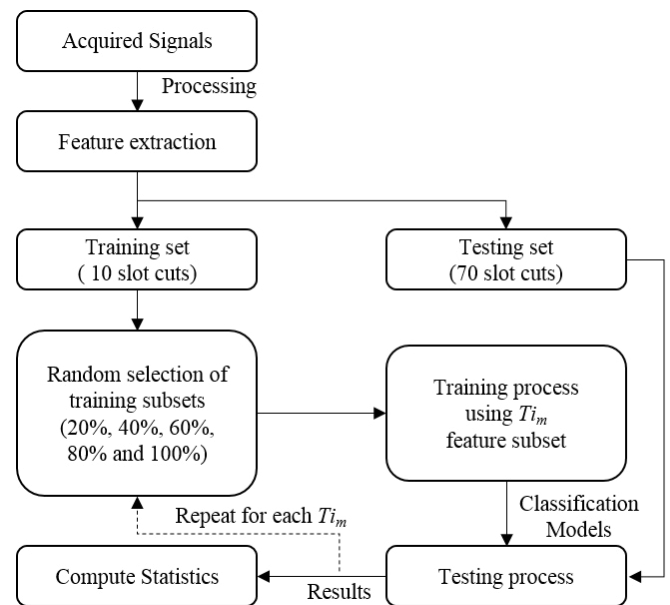 Acquired Signals
Processing
Feature extraction
Training set
( 10 slot cuts)
Testing set
(70 slot cuts)
Random selection of
training subsets
(20%, 40%, 60%,
80% and 100%)
Training process
using Tim
feature subset
Classification
Models
Repeat for each Tim
Compute Statistics
Results
Testing process